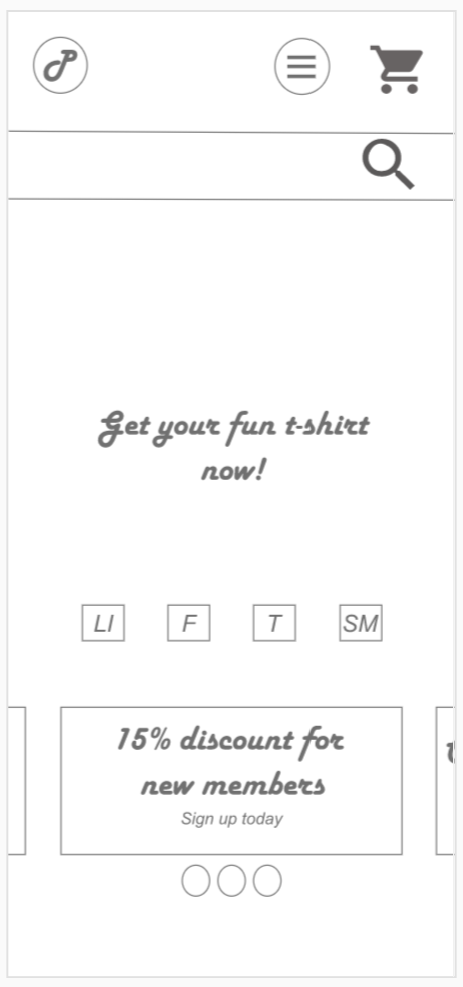 P
Get your fun t-shirt
now!
LI F T SM
15% discount for
new members
Sign up today